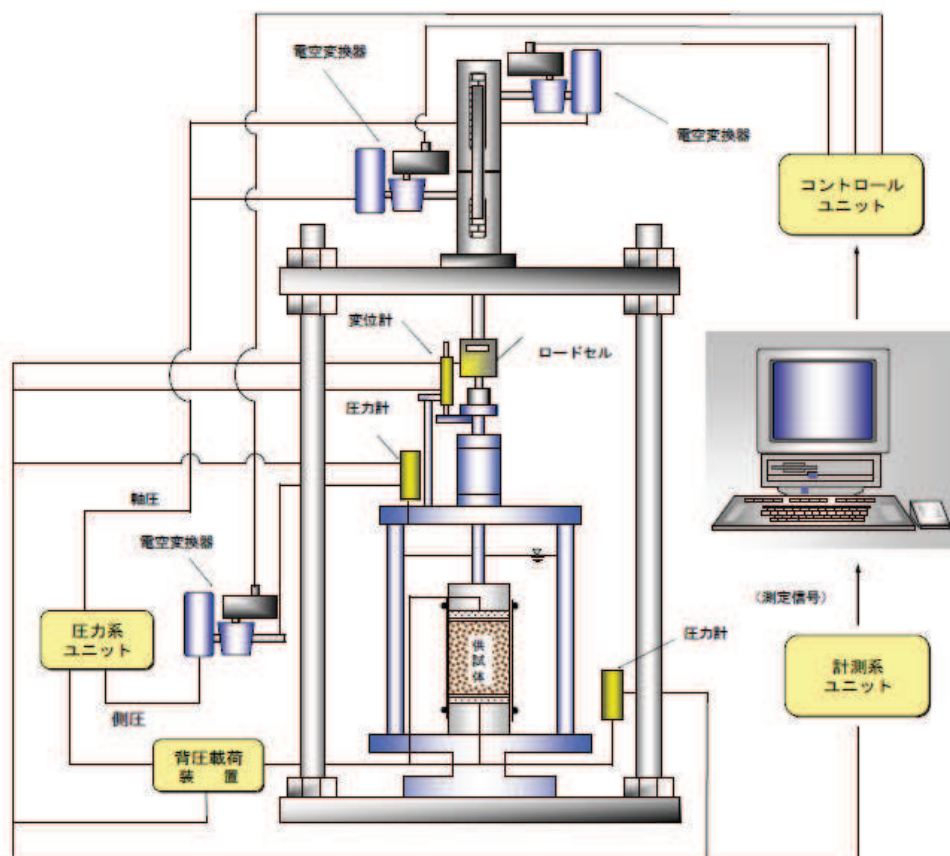 電空変換器
電空変換器
コントロール
ユニット
変位計
ロードセル
圧力計
軸圧
電空変換器
(測定信号)
圧力計
供試体
圧力系
ユニット
計測系
ユニット
側圧
背圧載荷
装 置